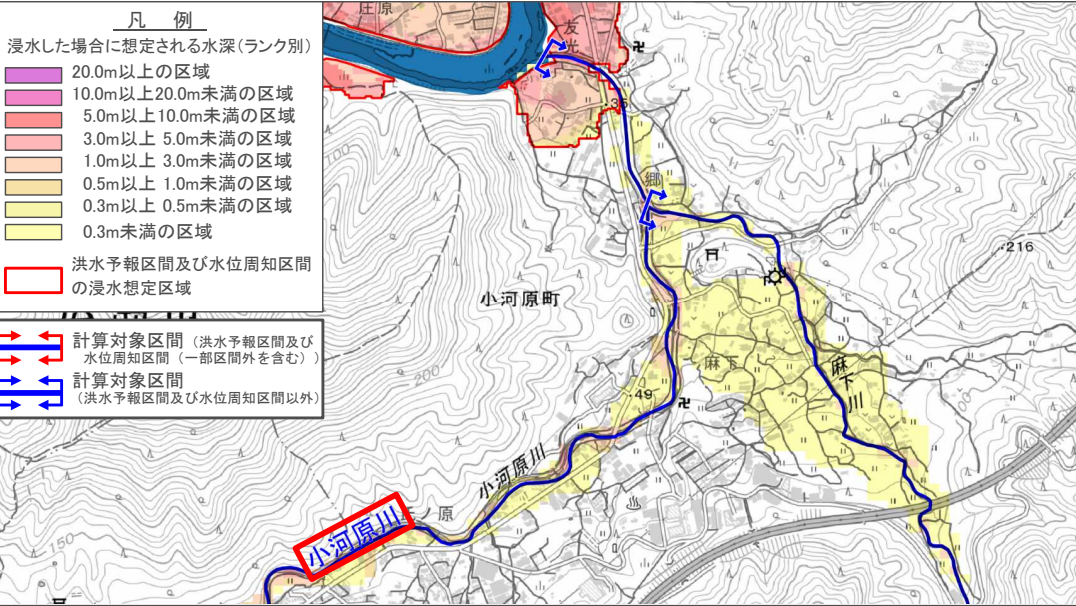 凡 例
浸水した場合に想定される水深(ランク別)
20.0m以上の区域
10.0m以上20.0m未満の区域
5.0m以上10.0m未満の区域
3.0m以上 5.0m未満の区域
1.0m以上 3.0m未満の区域
0.5m以上 1.0m未満の区域
0.3m以上 0.5m未満の区域
0.3m未満の区域
洪水予報区間及び水位周知区間
の浸水想定区域
計算対象区間 (洪水予報区間及び
水位周知区間 (一部区間外を含む))
計算対象区間
(洪水予報区間及び水位周知区間以外)
庄原
友光
35
郷
216
小河原町
麻下
麻下川
49
小河原川
ノ原
小河原川
100
200
150